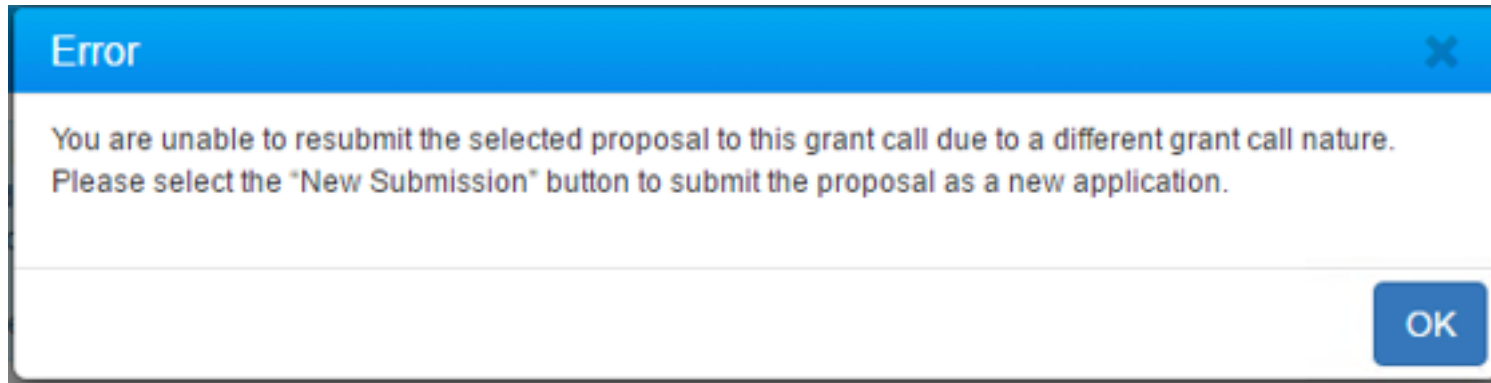 Error
You are unable to resubmit the selected proposal to this grant call due to a different grant call nature.
Please select the “New Submission” button to submit the proposal as a new application.
OK